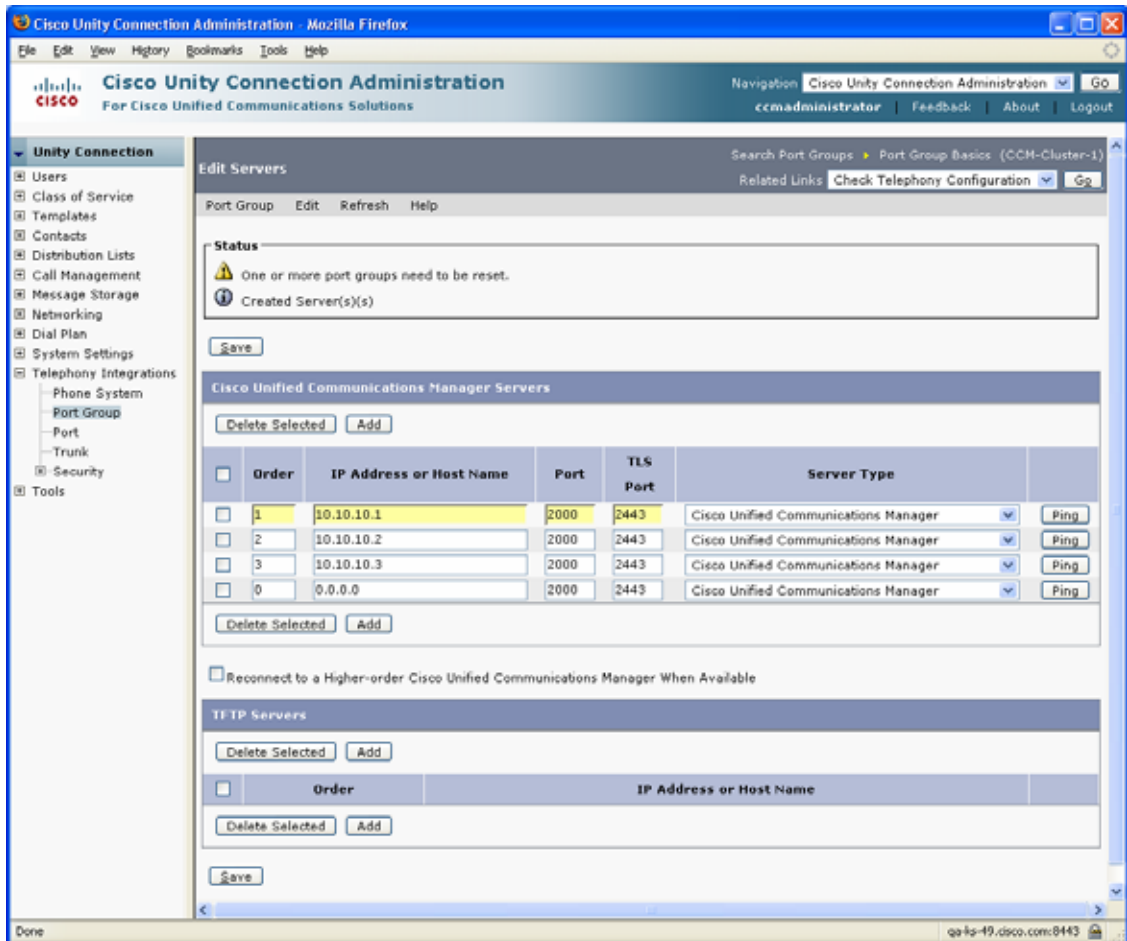 Cisco Unity Connection Administration - Mozilla Firefox
File Edit View History Bookmarks Tools Help
cisco
Cisco Unity Connection Administration
For Cisco Unified Communications Solutions
Navigation Cisco Unity Connection Administration Go
ccmadministrator | Feedback | About | Logout
Unity Connection
Users
Class of Service
Templates
Contacts
Distribution Lists
Call Management
Message Storage
Networking
Dial Plan
System Settings
Telephony Integrations
Phone System
Port Group
Port
Trunk
Security
Tools
Edit Servers
Search Port Groups Port Group Basics (CCM-Cluster-1)
Related Links Check Telephony Configuration Go
Port Group Edit Refresh Help
Status
One or more port groups need to be reset.
Created Server(s)(s)
Save
Cisco Unified Communications Manager Servers
Delete Selected Add
Order IP Address or Host Name Port TLS Port Server Type
1 10.10.10.1 2000 2443 Cisco Unified Communications Manager Ping
2 10.10.10.2 2000 2443 Cisco Unified Communications Manager Ping
3 10.10.10.3 2000 2443 Cisco Unified Communications Manager Ping
0 0.0.0.0 2000 2443 Cisco Unified Communications Manager Ping
Delete Selected Add
Reconnect to a Higher-order Cisco Unified Communications Manager When Available
TFTP Servers
Delete Selected Add
Order IP Address or Host Name
Delete Selected Add
Save
Done
qa-ks-49.cisco.com:8443